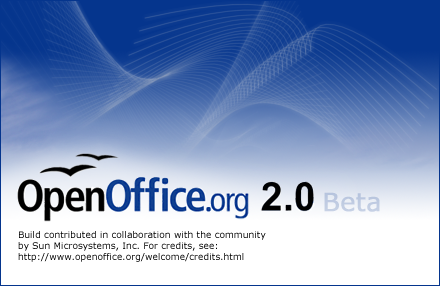 OpenOffice.org 2.0 Beta
Build contributed in collaboration with the community
by Sun Microsystems, Inc. For credits, see:
http://www.openoffice.org/welcome/credits.html